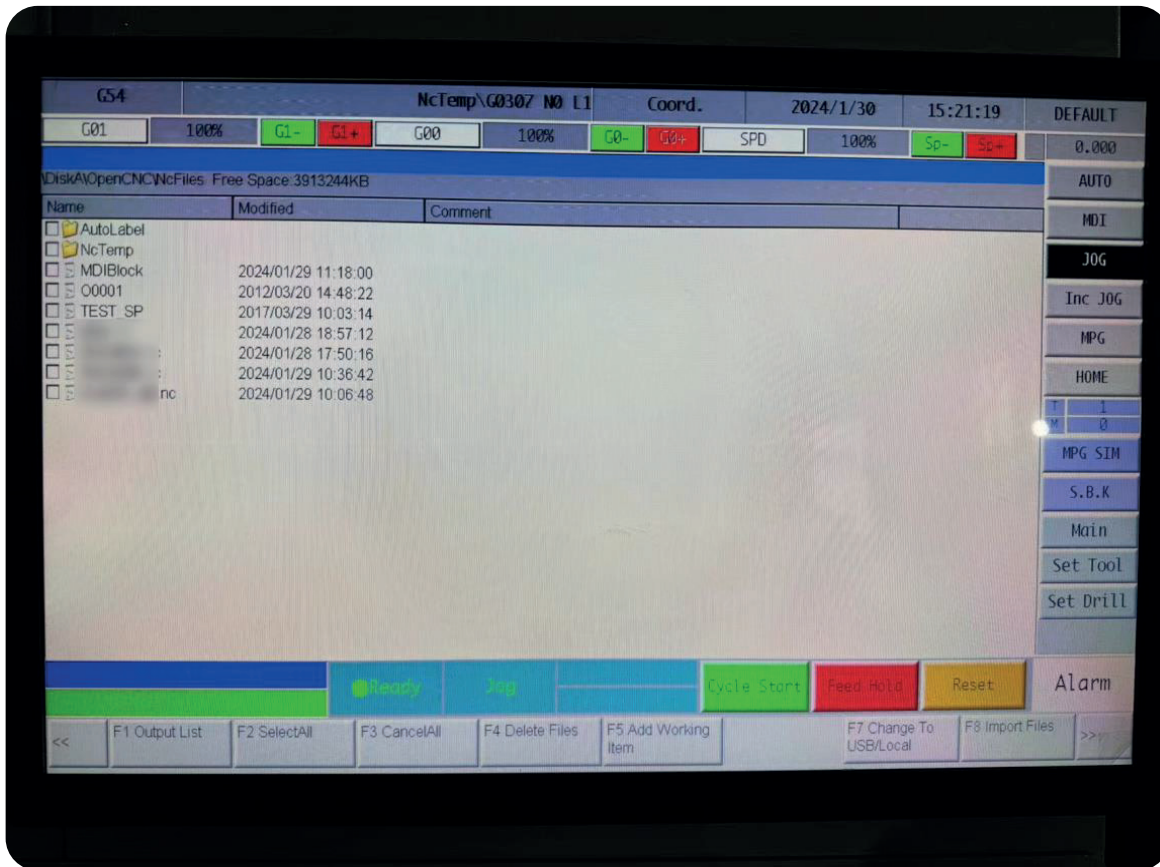 G54 NcTemp\G0307 N0 L1 Coord. 2024/1/30 15:21:19 DEFAULT
G01 100% G1- G1+ G00 100% G0- G0+ SPD 100% Sp- Sp+ 0.000
\DiskA\OpenCNC\NcFiles Free Space:3913244KB
Name Modified Comment
AutoLabel
NcTemp
MDIBlock 2024/01/29 11:18:00
O0001 2012/03/20 14:48:22
TEST_SP 2017/03/29 10:03:14
2024/01/28 18:57:12
2024/01/28 17:50:16
2024/01/29 10:36:42
nc 2024/01/29 10:06:48
AUTO
MDI
JOG
Inc JOG
MPG
HOME
T 1
M 0
MPG SIM
S.B.K
Main
Set Tool
Set Drill
Ready Jog Cycle Start Feed Hold Reset Alarm
<< F1 Output List F2 SelectAll F3 CancelAll F4 Delete Files F5 Add Working Item F7 Change To USB/Local F8 Import Files >>